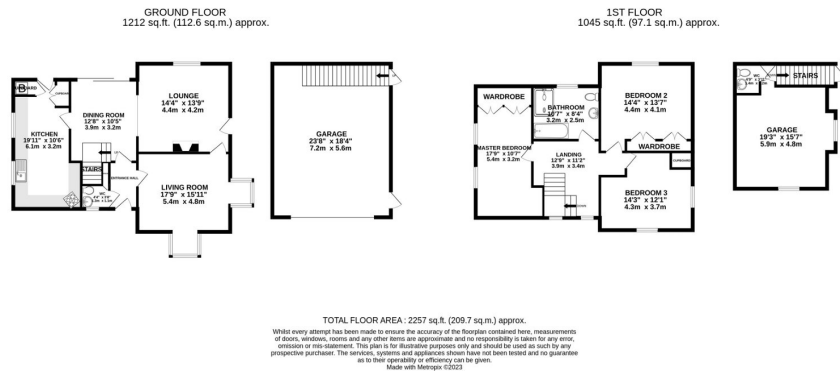 GROUND FLOOR
1212 sq.ft. (112.6 sq.m.) approx.
1ST FLOOR
1045 sq.ft. (97.1 sq.m.) approx.
B
KITCHEN
19'11" x 10'6"
6.1m x 3.2m
DINING ROOM
12'8" x 10'5"
3.9m x 3.2m
LOUNGE
14'4" x 13'9"
4.4m x 4.2m
STAIRS
ENTRANCE HALL
WC
LIVING ROOM
17'9" x 15'11"
5.4m x 4.8m
GARAGE
23'8" x 18'4"
7.2m x 5.6m
WARDROBE
BATHROOM
10'7" x 8'4"
3.2m x 2.5m
BEDROOM 2
14'4" x 13'7"
4.4m x 4.1m
MASTER BEDROOM
17'9" x 10'7"
5.4m x 3.2m
LANDING
12'9" x 11'2"
3.9m x 3.4m
WARDROBE
CUPBOARD
BEDROOM 3
14'3" x 12'1"
4.3m x 3.7m
WC
STAIRS
GARAGE
19'3" x 15'7"
5.9m x 4.8m
TOTAL FLOOR AREA : 2257 sq.ft. (209.7 sq.m.) approx.
Whilst every attempt has been made to ensure the accuracy of the floorplan contained here, measurements
of doors, windows, rooms and any other items are approximate and no responsibility is taken for any error,
omission or mis-statement. This plan is for illustrative purposes only and should be used as such by any
prospective purchaser. The services, systems and appliances shown have not been tested and no guarantee
as to their operability or efficiency can be given.
Made with Metropix ©2023